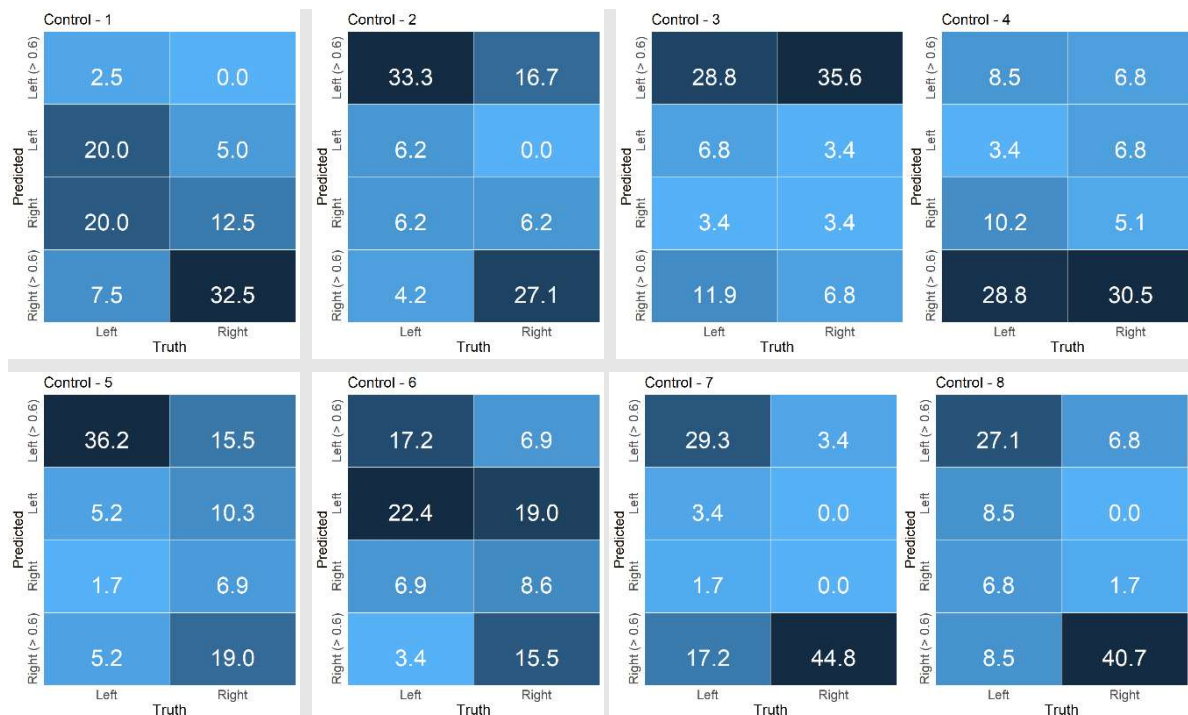 Control - 1
Predicted
Left (> 0.6)
2.5 0.0
Left
20.0 5.0
Right
20.0 12.5
Right (> 0.6)
7.5 32.5
Left Right
Truth
Control - 2
Predicted
Left (> 0.6)
33.3 16.7
Left
6.2 0.0
Right
6.2 6.2
Right (> 0.6)
4.2 27.1
Left Right
Truth
Control - 3
Predicted
Left (> 0.6)
28.8 35.6
Left
6.8 3.4
Right
3.4 3.4
Right (> 0.6)
11.9 6.8
Left Right
Truth
Control - 4
Predicted
Left (> 0.6)
8.5 6.8
Left
3.4 6.8
Right
10.2 5.1
Right (> 0.6)
28.8 30.5
Left Right
Truth
Control - 5
Predicted
Left (> 0.6)
36.2 15.5
Left
5.2 10.3
Right
1.7 6.9
Right (> 0.6)
5.2 19.0
Left Right
Truth
Control - 6
Predicted
Left (> 0.6)
17.2 6.9
Left
22.4 19.0
Right
6.9 8.6
Right (> 0.6)
3.4 15.5
Left Right
Truth
Control - 7
Predicted
Left (> 0.6)
29.3 3.4
Left
3.4 0.0
Right
1.7 0.0
Right (> 0.6)
17.2 44.8
Left Right
Truth
Control - 8
Predicted
Left (> 0.6)
27.1 6.8
Left
8.5 0.0
Right
6.8 1.7
Right (> 0.6)
8.5 40.7
Left Right
Truth